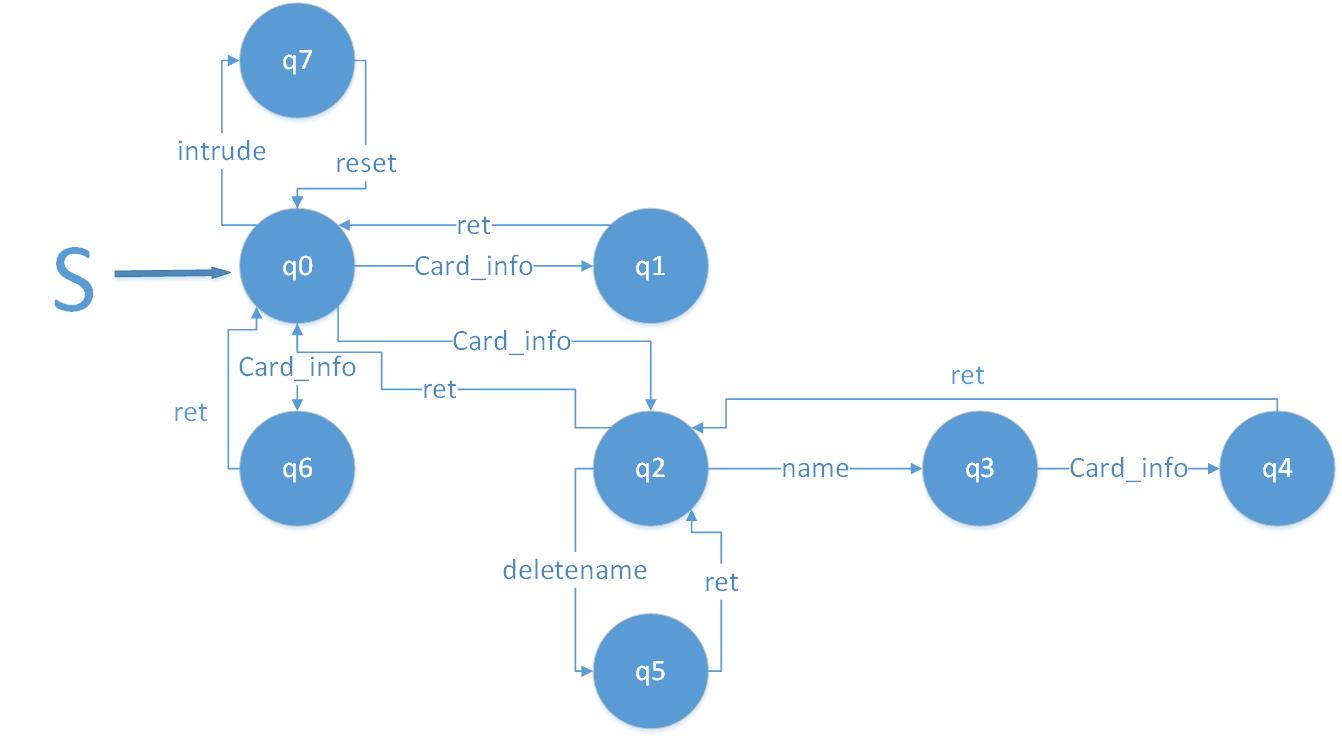 q7
intrude
reset
ret
S
q0
Card_info
q1
Card_info
Card_info
ret
ret
ret
q6
q2
name
q3
Card_info
q4
deletename
ret
q5